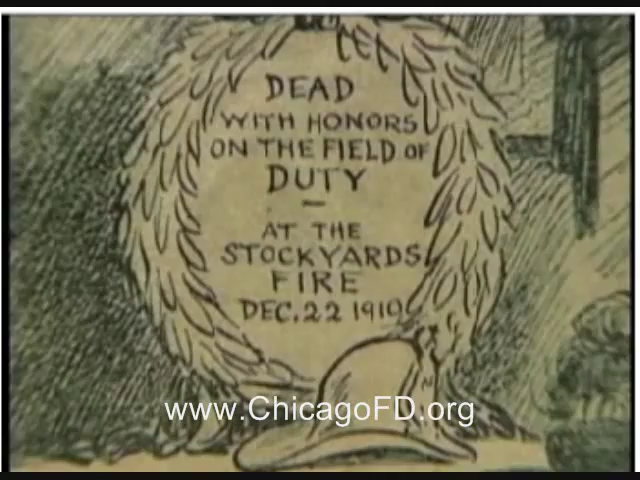 DEAD
WITH HONORS
ON THE FIELD OF
DUTY
—
AT THE
STOCKYARDS
FIRE
DEC. 22 1910
www.ChicagoFD.org